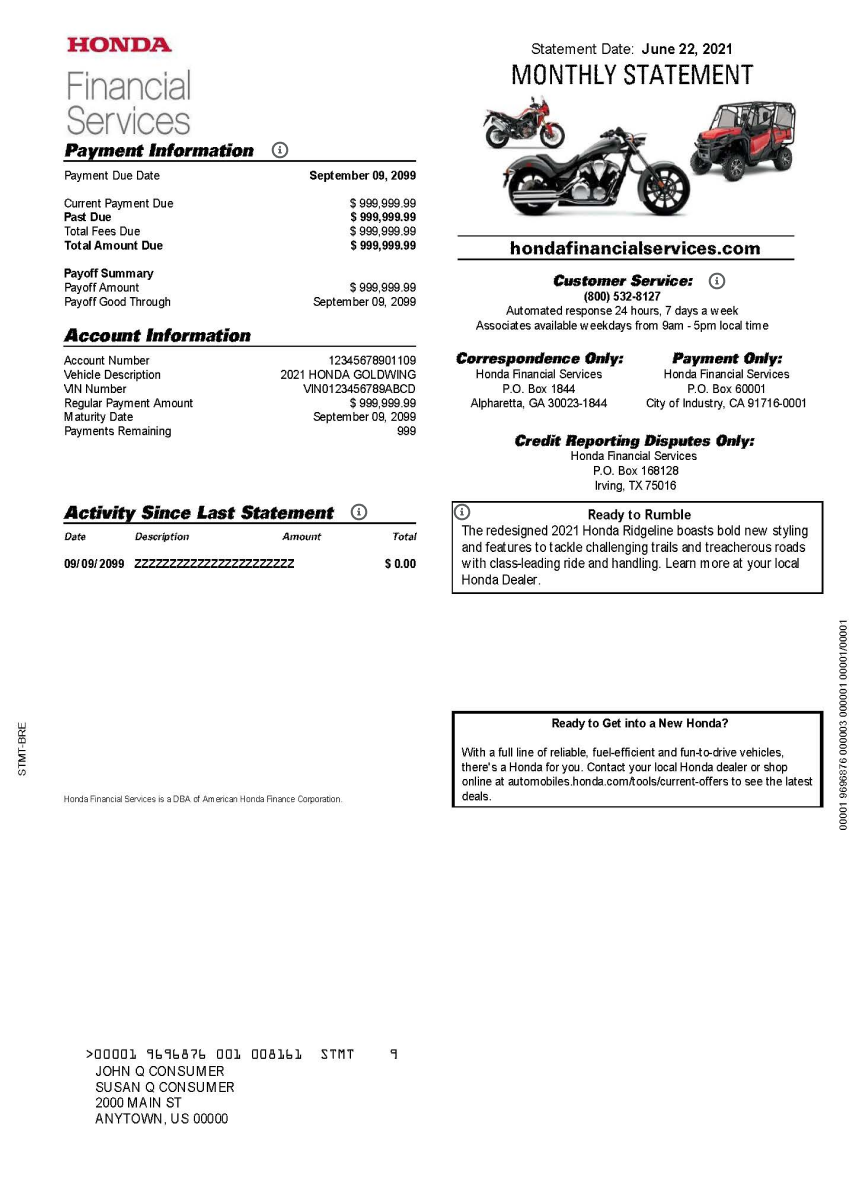 HONDA
Financial
Services
Statement Date: June 22, 2021
MONTHLY STATEMENT
Payment Information
Payment Due Date September 09, 2099
Current Payment Due $ 999,999.99
Past Due $ 999,999.99
Total Fees Due $ 999,999.99
Total Amount Due $ 999,999.99
Payoff Summary
Payoff Amount $ 999,999.99
Payoff Good Through September 09, 2099
Account Information
Account Number 12345678901109
Vehicle Description 2021 HONDA GOLDWING
VIN Number VIN0123456789ABCD
Regular Payment Amount $ 999,999.99
Maturity Date September 09, 2099
Payments Remaining 999
Activity Since Last Statement
Date Description Amount Total
09/09/2099 ZZZZZZZZZZZZZZZZZZZZZZZ $ 0.00
hondafinancialservices.com
Customer Service:
(800) 532-8127
Automated response 24 hours, 7 days a week
Associates available weekdays from 9am - 5pm local time
Correspondence Only:
Honda Financial Services
P.O. Box 1844
Alpharetta, GA 30023-1844
Payment Only:
Honda Financial Services
P.O. Box 60001
City of Industry, CA 91716-0001
Credit Reporting Disputes Only:
Honda Financial Services
P.O. Box 168128
Irving, TX 75016
Ready to Rumble
The redesigned 2021 Honda Ridgeline boasts bold new styling
and features to tackle challenging trails and treacherous roads
with class-leading ride and handling. Learn more at your local
Honda Dealer.
Ready to Get into a New Honda?
With a full line of reliable, fuel-efficient and fun-to-drive vehicles,
there's a Honda for you. Contact your local Honda dealer or shop
online at automobiles.honda.com/tools/current-offers to see the latest
deals.
STMT-BRE
00001 9696876 000003 000001 00001/00001
Honda Financial Services is a DBA of American Honda Finance Corporation.
>00001 9696876 001 008161 STMT 9
JOHN Q CONSUMER
SUSAN Q CONSUMER
2000 MAIN ST
ANYTOWN, US 00000